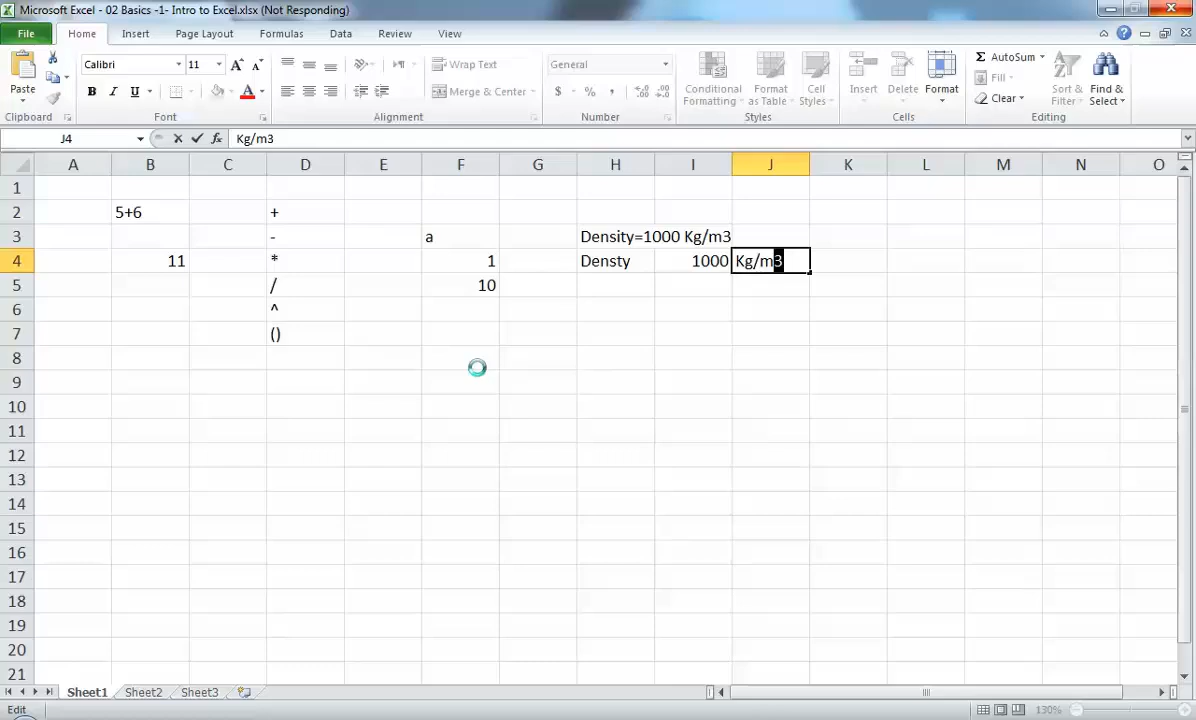 Microsoft Excel - 02 Basics -1- Intro to Excel.xlsx (Not Responding)
File Home Insert Page Layout Formulas Data Review View
Calibri 11 A A Wrap Text General AutoSum
Paste B I U A Merge & Center $ % , Conditional Formatting Format as Table Cell Styles Insert Delete Format Fill Clear Sort & Filter Find & Select
Clipboard Font Alignment Number Styles Cells Editing
J4 fx Kg/m3
A B C D E F G H I J K L M N O
1
2 5+6 +
3 - a Density=1000 Kg/m3
4 11 * 1 Densty 1000 Kg/m3
5 / 10
6 ^
7 ()
8
9
10
11
12
13
14
15
16
17
18
19
20
21
Sheet1 Sheet2 Sheet3
Edit 130%